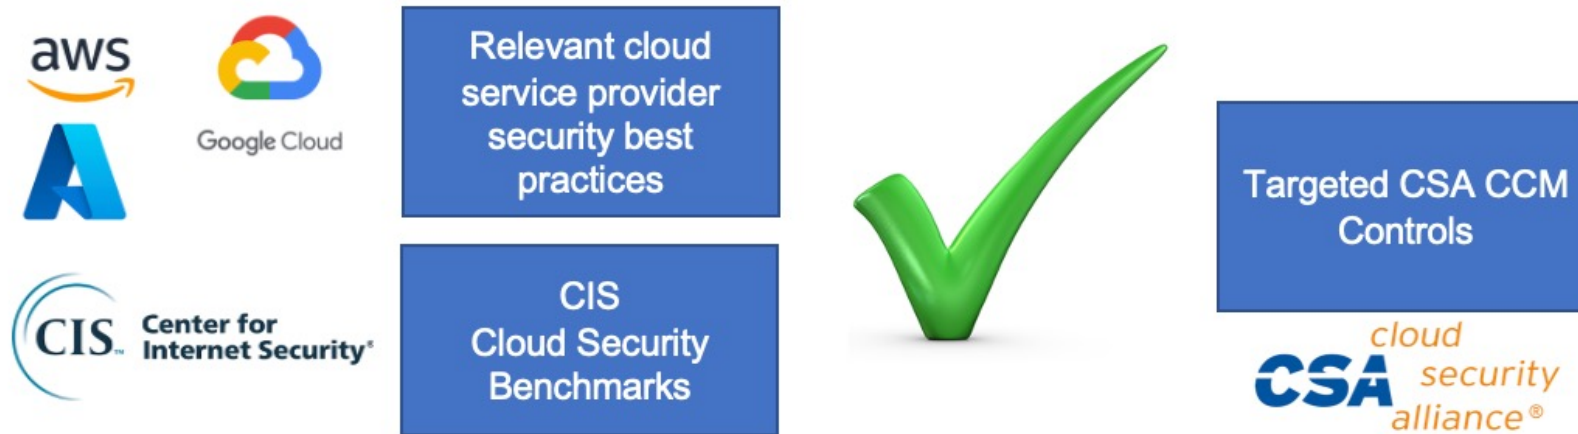 aws
Google Cloud
Relevant cloud
service provider
security best
practices
CIS™ Center for
Internet Security®
CIS
Cloud Security
Benchmarks
Targeted CSA CCM
Controls
CSA cloud
security
alliance®